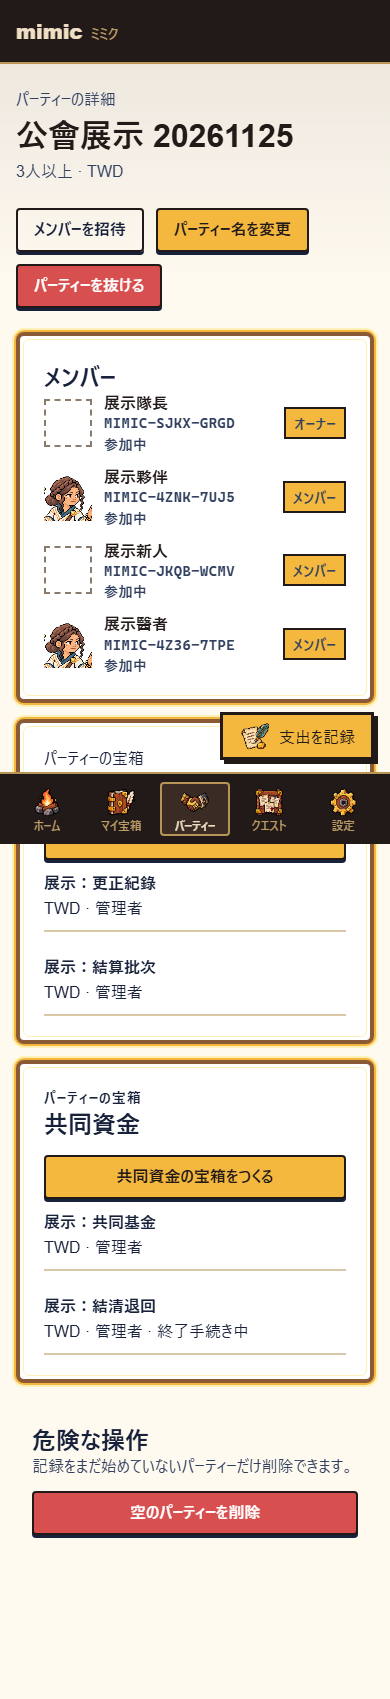 mimic ミミク
パーティーの詳細
公會展示 20261125
3人以上 · TWD
メンバーを招待
パーティー名を変更
パーティーを抜ける
メンバー
展示隊長
MIMIC-SJKX-GRGD
参加中
オーナー
展示夥伴
MIMIC-4ZNK-7UJ5
参加中
メンバー
展示新人
MIMIC-JKQB-WCMV
参加中
メンバー
展示醫者
MIMIC-4Z36-7TPE
参加中
メンバー
支出を記録
パーティーの宝箱
ホーム
マイ宝箱
パーティー
クエスト
設定
展示：更正紀錄
TWD · 管理者
展示：結算批次
TWD · 管理者
パーティーの宝箱
共同資金
共同資金の宝箱をつくる
展示：共同基金
TWD · 管理者
展示：結清退回
TWD · 管理者 · 終了手続き中
危険な操作
記録をまだ始めていないパーティーだけ削除できます。
空のパーティーを削除